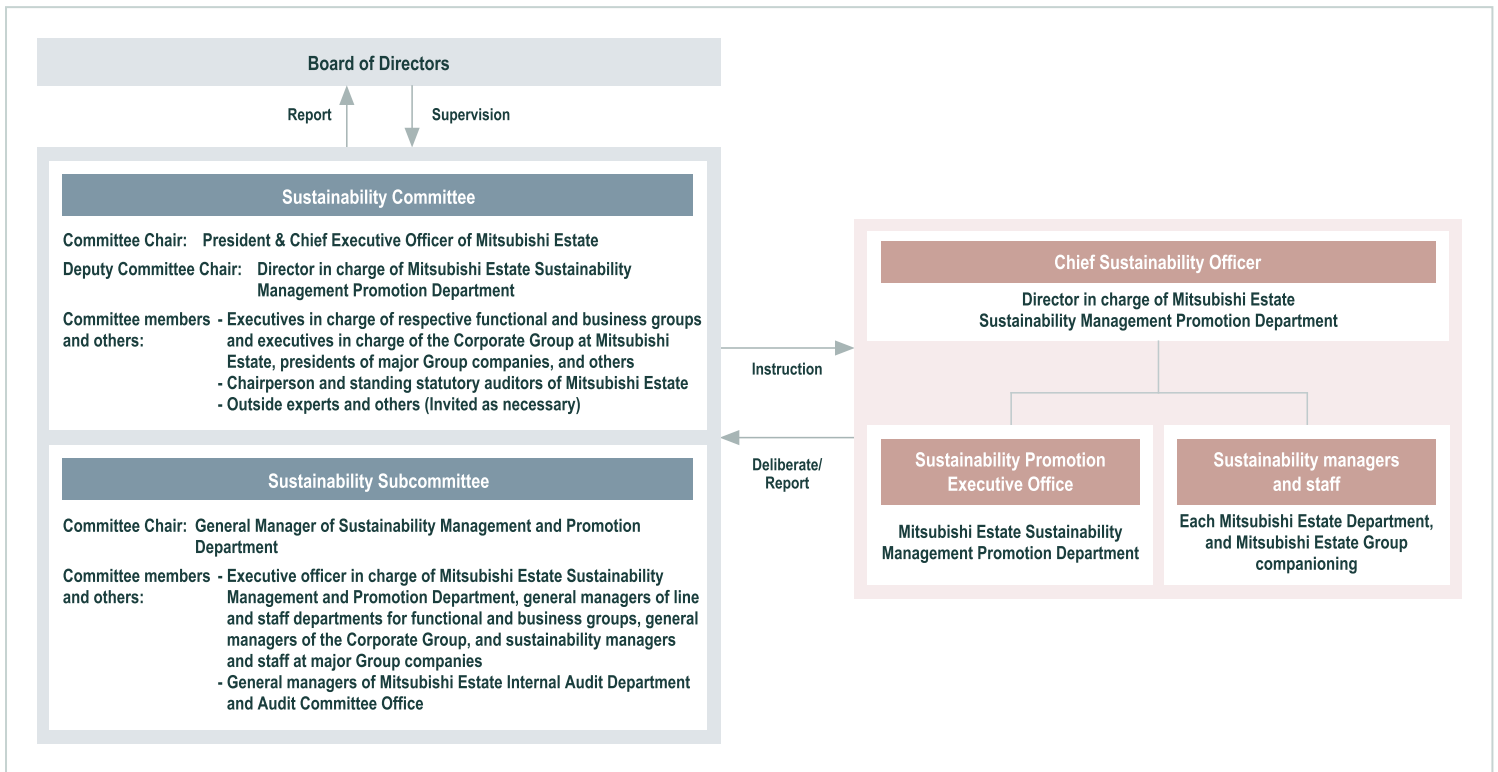 Board of Directors
Report
Supervision
Sustainability Committee
Committee Chair: President & Chief Executive Officer of Mitsubishi Estate
Deputy Committee Chair: Director in charge of Mitsubishi Estate Sustainability
Management Promotion Department
Committee members - Executives in charge of respective functional and business groups
and others: and executives in charge of the Corporate Group at Mitsubishi
Estate, presidents of major Group companies, and others
- Chairperson and standing statutory auditors of Mitsubishi Estate
- Outside experts and others (Invited as necessary)
Sustainability Subcommittee
Committee Chair: General Manager of Sustainability Management and Promotion
Department
Committee members - Executive officer in charge of Mitsubishi Estate Sustainability
and others: Management and Promotion Department, general managers of line
and staff departments for functional and business groups, general
managers of the Corporate Group, and sustainability managers
and staff at major Group companies
- General managers of Mitsubishi Estate Internal Audit Department
and Audit Committee Office
Instruction
Deliberate/
Report
Chief Sustainability Officer
Director in charge of Mitsubishi Estate
Sustainability Management Promotion Department
Sustainability Promotion
Executive Office
Mitsubishi Estate Sustainability
Management Promotion Department
Sustainability managers
and staff
Each Mitsubishi Estate Department,
and Mitsubishi Estate Group
companioning